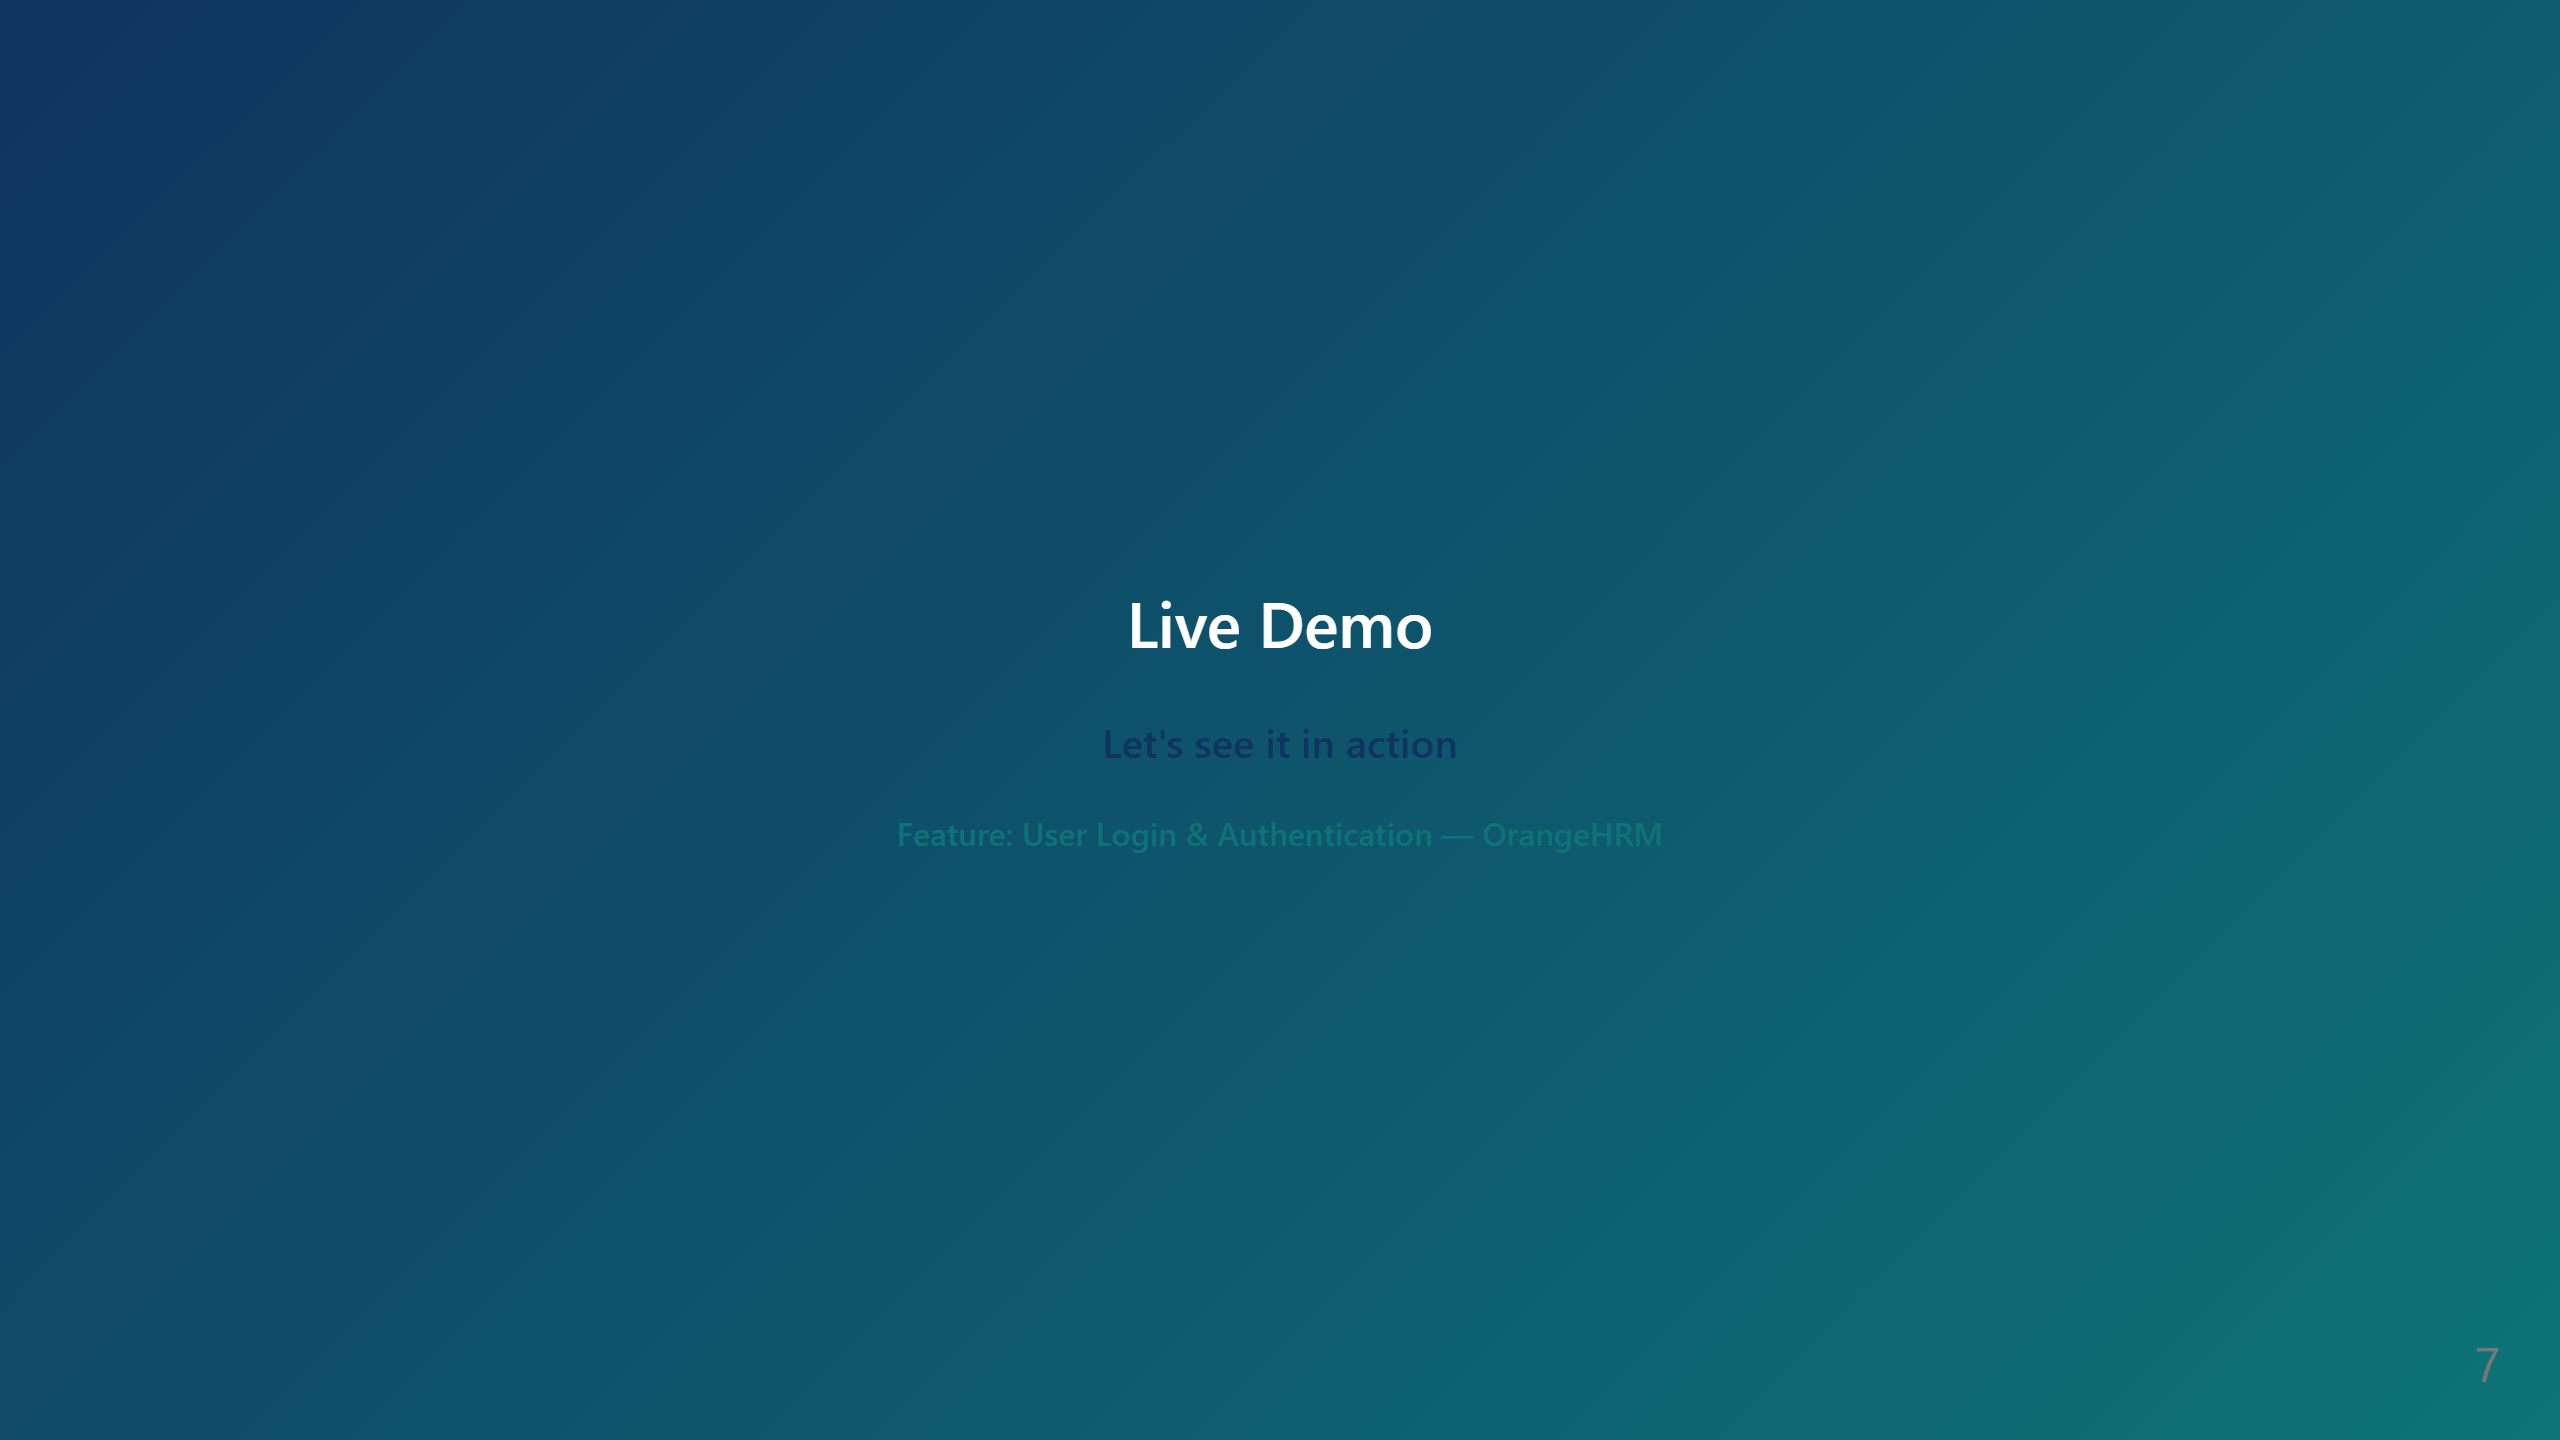 Live Demo
Let's see it in action
Feature: User Login & Authentication — OrangeHRM
7